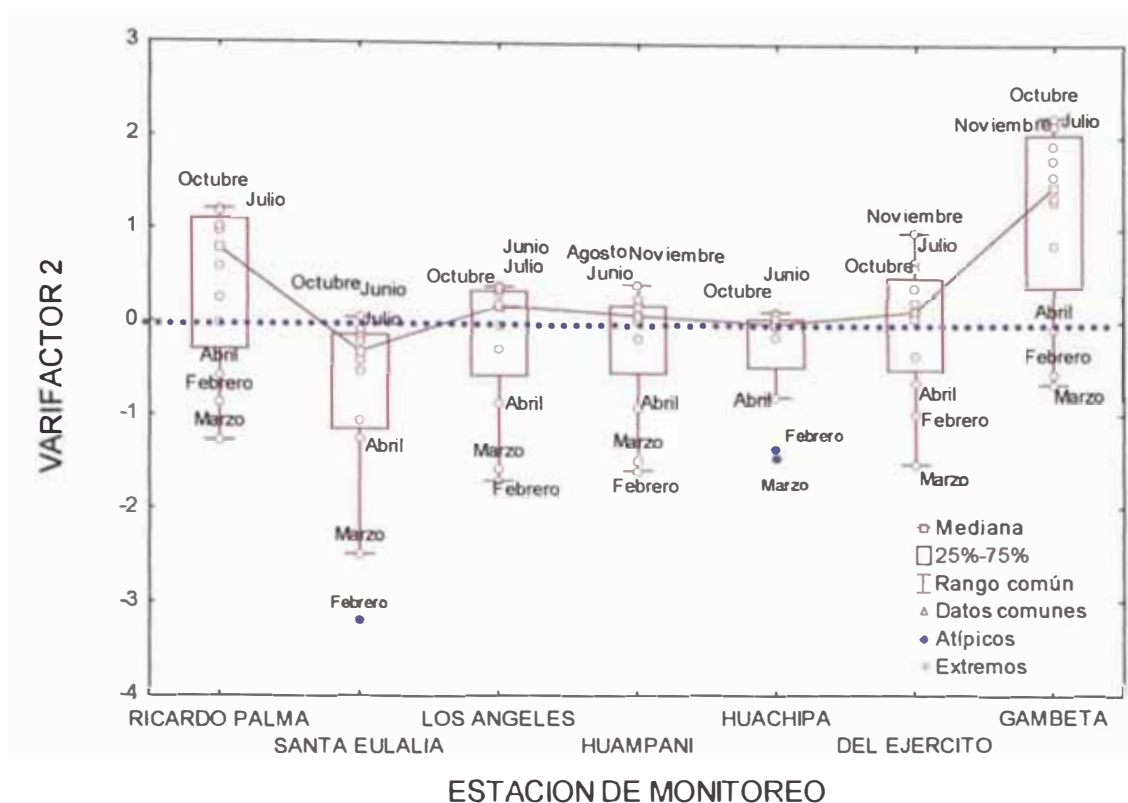 3
2
1
0
-1
-2
-3
-4
VARIFACTOR 2
Octubre
Julio
Abril
Febrero
Marzo
Octubre
Junio
Julio
Abril
Marzo
Febrero
Junio
Octubre
Julio
Abril
Marzo
Febrero
Agosto Noviembre
Junio
Abril
Marzo
Febrero
Junio
Octubre
Abril
Febrero
Marzo
Noviembre
Julio
Octubre
Abril
Febrero
Marzo
Octubre
Noviembre
Julio
Abril
Febrero
Marzo
Mediana
25%-75%
Rango común
Datos comunes
Atípicos
Extremos
RICARDO PALMA
SANTA EULALIA
LOS ANGELES
HUAMPANI
HUACHIPA
DEL EJERCITO
GAMBETA
ESTACION DE MONITOREO